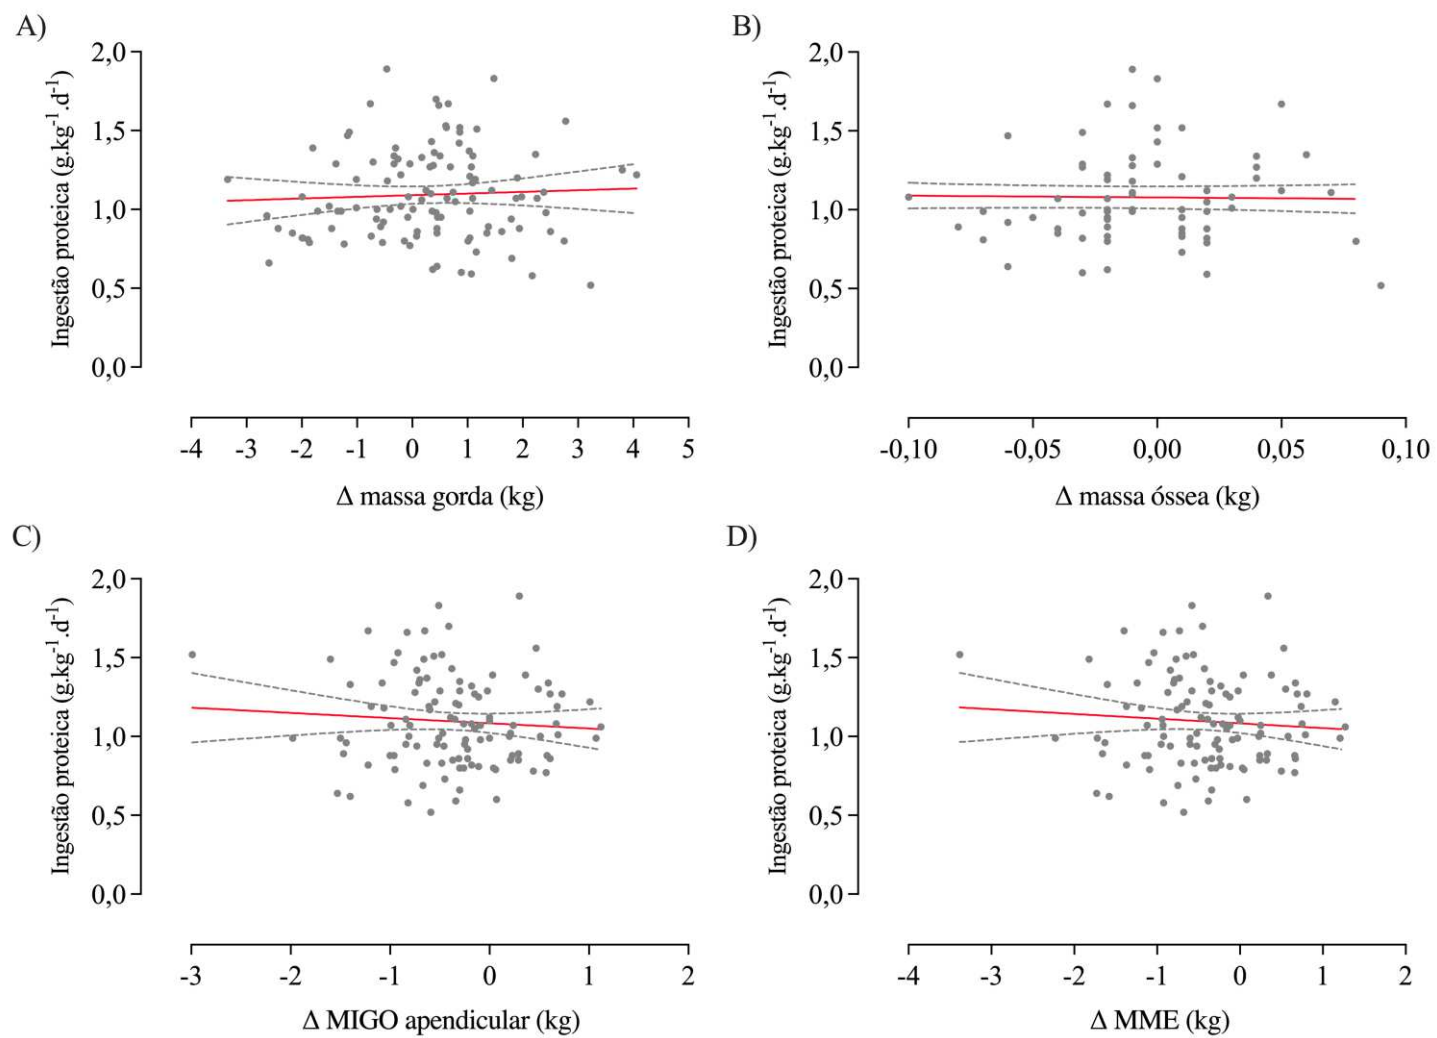 A)
Ingestão proteica (g.kg⁻¹.d⁻¹)
2,0
1,5
1,0
0,5
0,0
-4 -3 -2 -1 0 1 2 3 4 5
Δ massa gorda (kg)
B)
Ingestão proteica (g.kg⁻¹.d⁻¹)
2,0
1,5
1,0
0,5
0,0
-0,10 -0,05 0,00 0,05 0,10
Δ massa óssea (kg)
C)
Ingestão proteica (g.kg⁻¹.d⁻¹)
2,0
1,5
1,0
0,5
0,0
-3 -2 -1 0 1 2
Δ MIGO apendicular (kg)
D)
Ingestão proteica (g.kg⁻¹.d⁻¹)
2,0
1,5
1,0
0,5
0,0
-4 -3 -2 -1 0 1 2
Δ MME (kg)